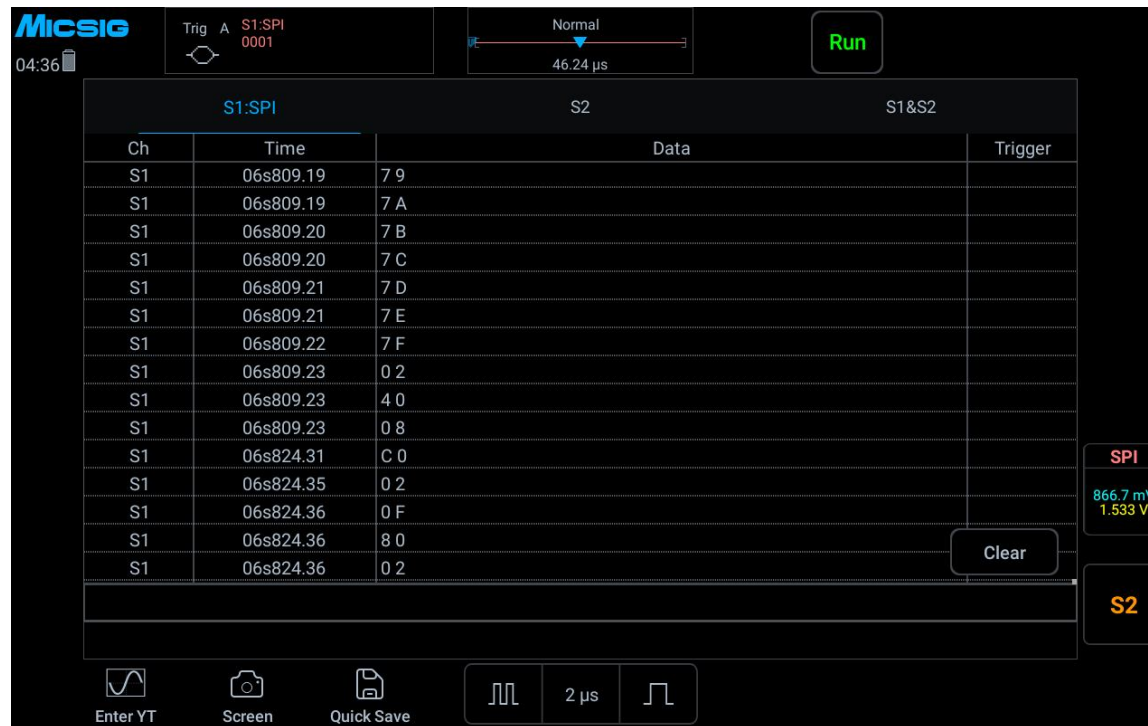 Micsig
Trig A S1:SPI
0001
Normal
46.24 μs
Run
04:36
S1:SPI S2 S1&S2
Ch Time Data Trigger
S1 06s809.19 7 9
S1 06s809.19 7 A
S1 06s809.20 7 B
S1 06s809.20 7 C
S1 06s809.21 7 D
S1 06s809.21 7 E
S1 06s809.22 7 F
S1 06s809.23 0 2
S1 06s809.23 4 0
S1 06s809.23 0 8
S1 06s824.31 C 0
S1 06s824.35 0 2
S1 06s824.36 0 F
S1 06s824.36 8 0
S1 06s824.36 0 2
Clear
SPI
866.7 mV
1.533 V
S2
Enter YT
Screen
Quick Save
2 μs